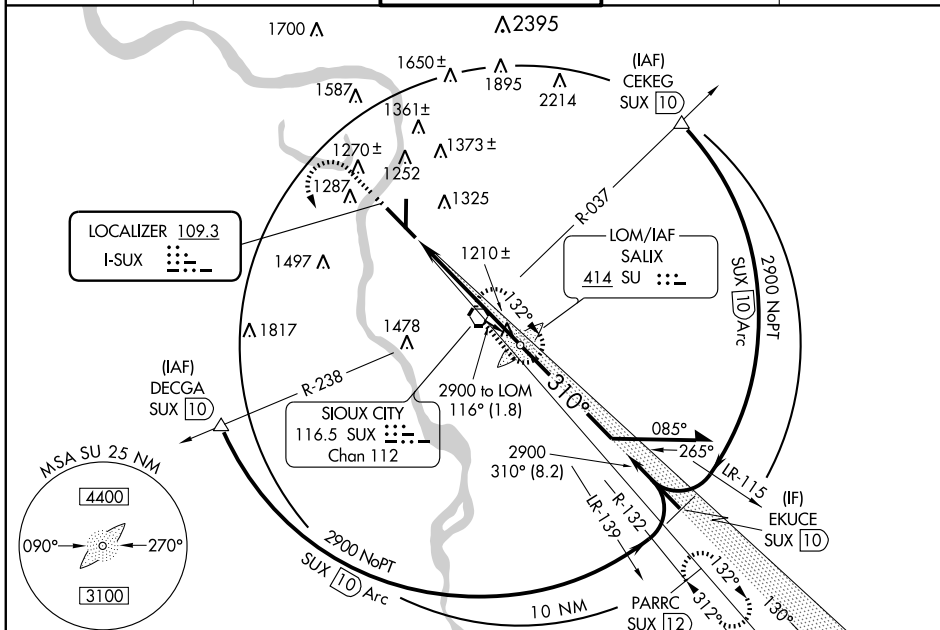 1700
2395
1650 ±
1895
2214
(IAF)
CEKEG
SUX 10
1587
1361 ±
1373 ±
1270 ±
1252
1287
1325
R-037
LOCALIZER 109.3
I-SUX
LOM/IAF
SALIX
414 SU
1210 ±
1497
132°
2900 NoPT
SUX 10 Arc
1817
1478
(IAF)
DECGA
SUX 10
R-238
2900 to LOM
116° (1.8)
310°
SIOUX CITY
116.5 SUX
Chan 112
085°
265°
LR-115
2900
310° (8.2)
R-132
LR-139
(IF)
EKUCE
SUX 10
MSA SU 25 NM
4400
090°
270°
3100
2900 NoPT
SUX 10 Arc
10 NM
PARRC
SUX 12
132°
312°
130°